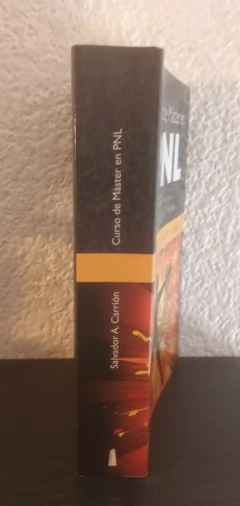 Salvador A. Carrión
Curso de Máster en PNL
NL